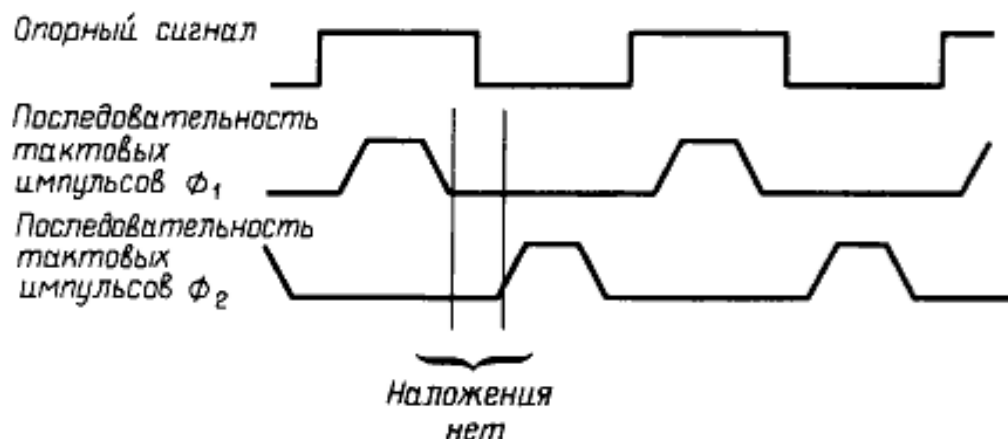 Опорный сигнал
Последовательность
тактовых
импульсов Ф₁
Последовательность
тактовых
импульсов Ф₂
Наложения
нет